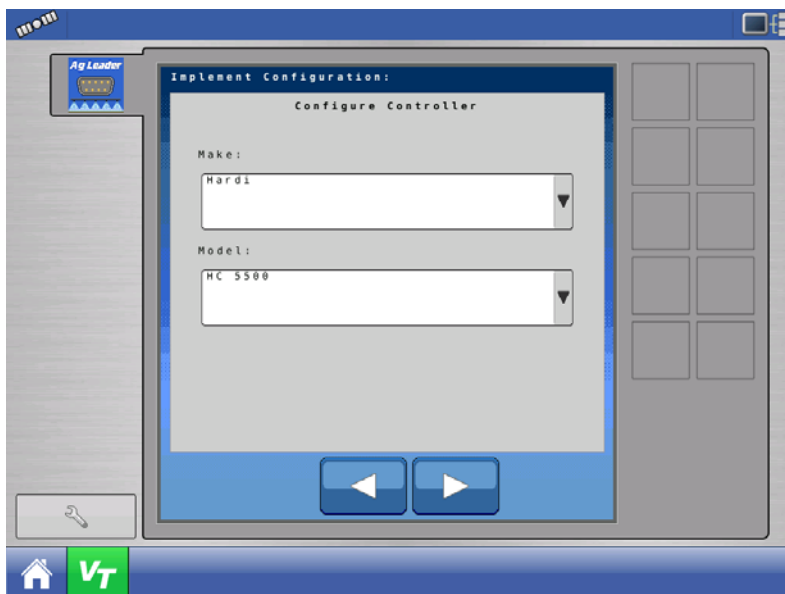 Ag Leader
Implement Configuration:
Configure Controller
Make:
Hardi
Model:
HC 5500
VT